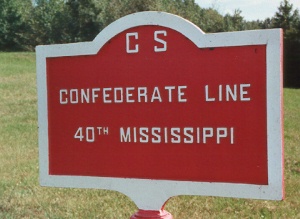 C S
CONFEDERATE LINE
40TH MISSISSIPPI